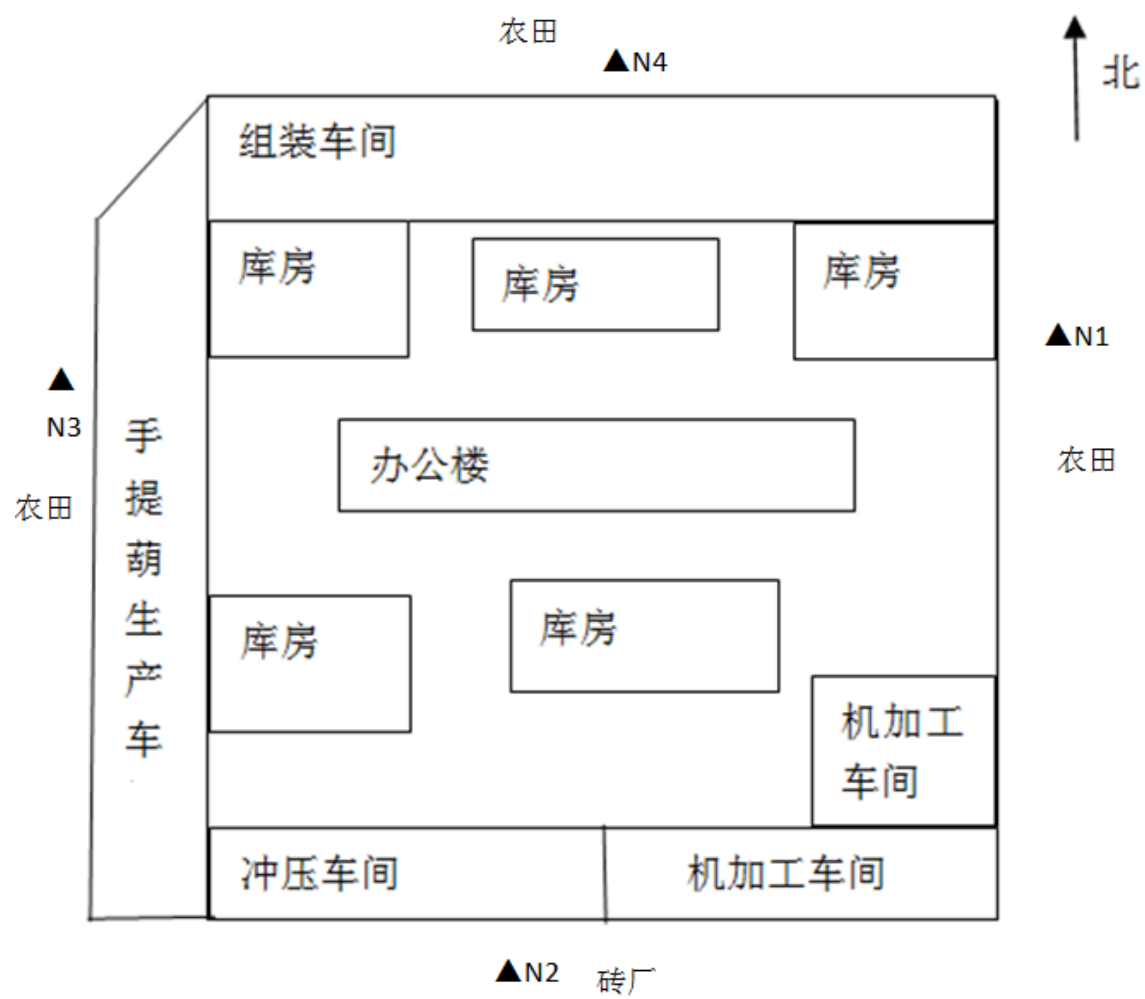 农田
▲N4
北
组装车间
库房
库房
库房
▲N1
▲
N3
农田
手
提
葫
生
产
车
办公楼
农田
库房
库房
机加工
车间
冲压车间
机加工车间
▲N2
砖厂